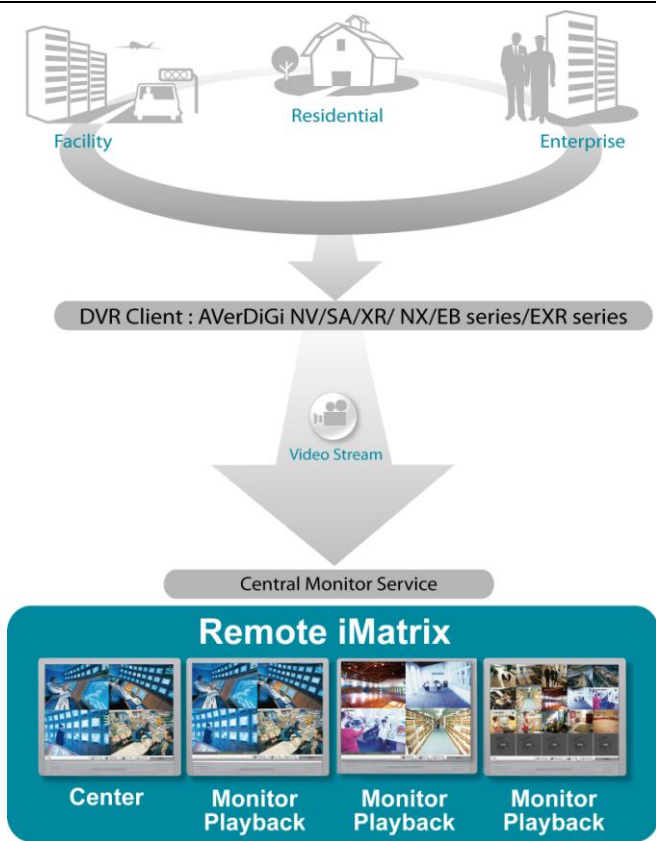 Facility
Residential
Enterprise
DVR Client : AVerDiGi NV/SA/XR/ NX/EB series/EXR series
Video Stream
Central Monitor Service
Remote iMatrix
Center
Monitor
Playback
Monitor
Playback
Monitor
Playback